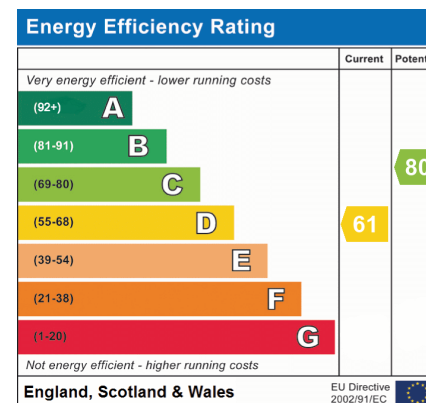 Energy Efficiency Rating
Current Potent
Very energy efficient - lower running costs
(92+) A
(81-91) B
(69-80) C
80
(55-68) D
61
(39-54) E
(21-38) F
(1-20) G
Not energy efficient - higher running costs
England, Scotland & Wales
EU Directive
2002/91/EC